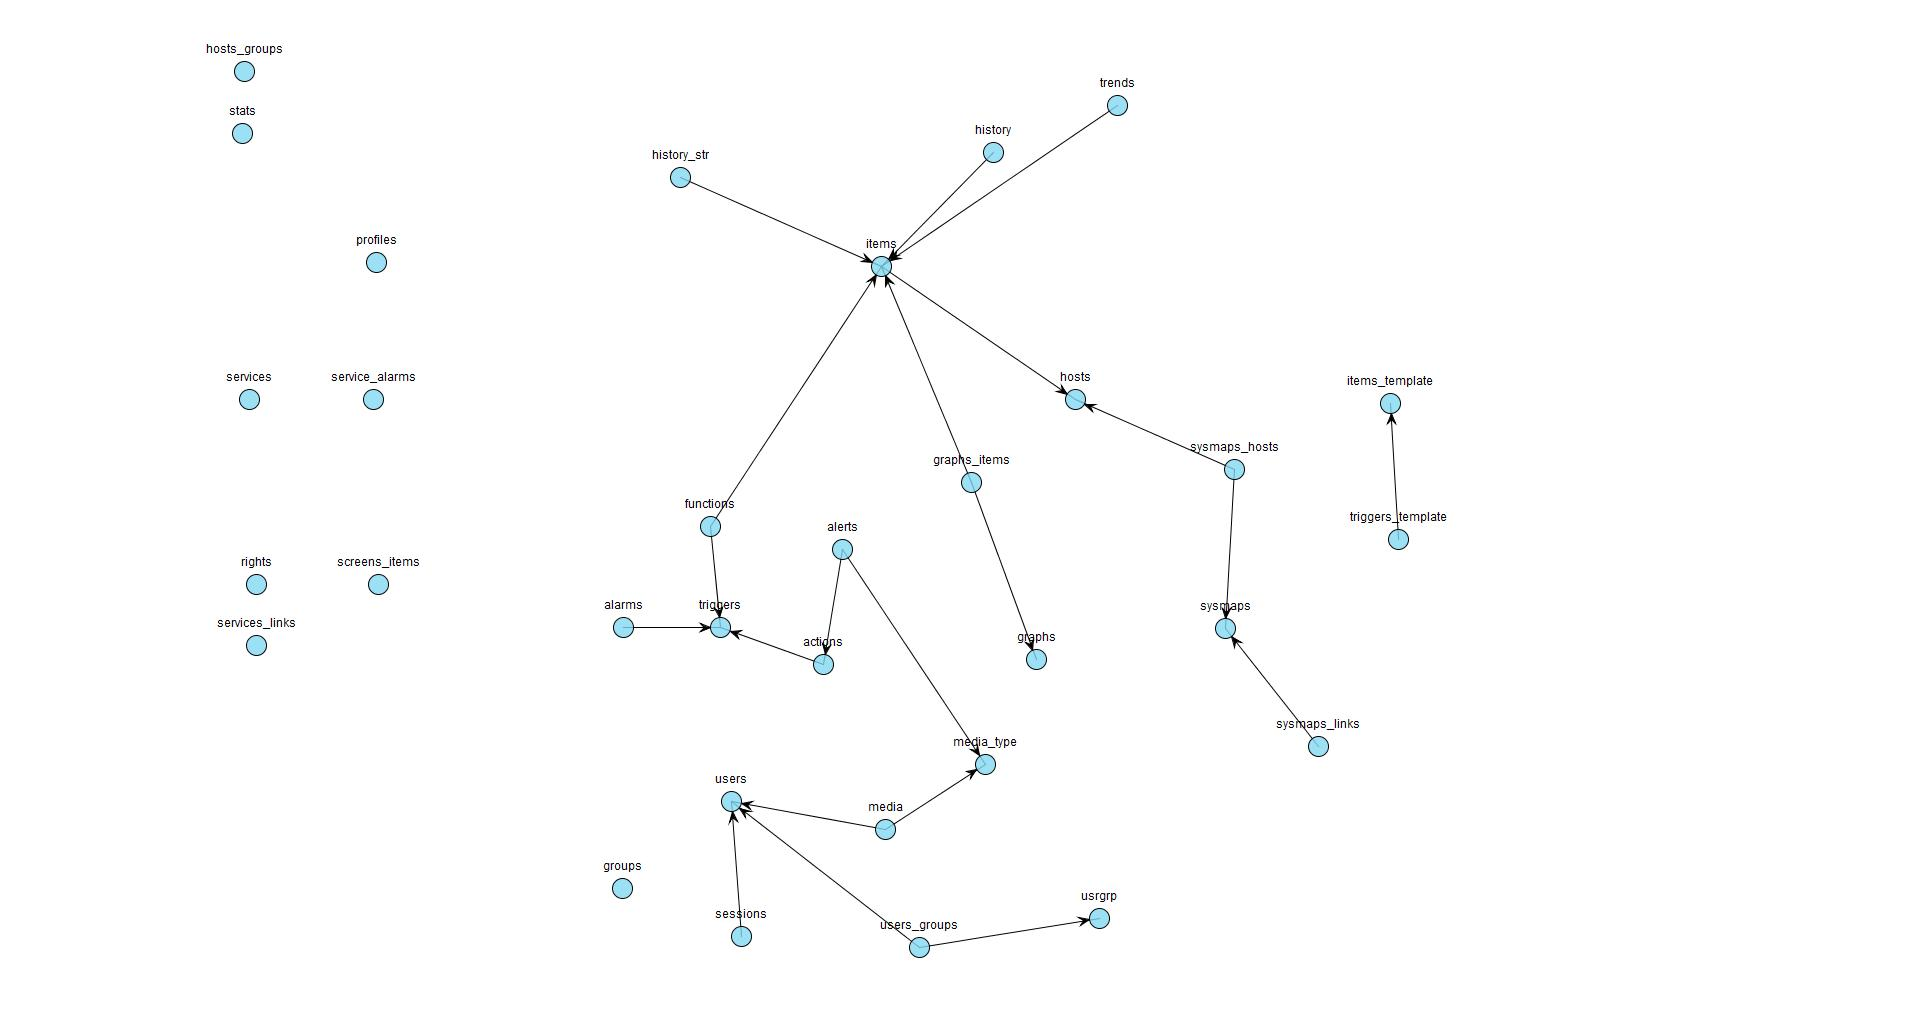 hosts_groups
stats
trends
history
history_str
profiles
items
services
service_alarms
hosts
items_template
sysmaps_hosts
graphs_items
functions
triggers_template
alerts
rights
screens_items
alarms
triggers
sysmaps
services_links
actions
graphs
sysmaps_links
media_type
users
media
groups
usrgrp
sessions
users_groups